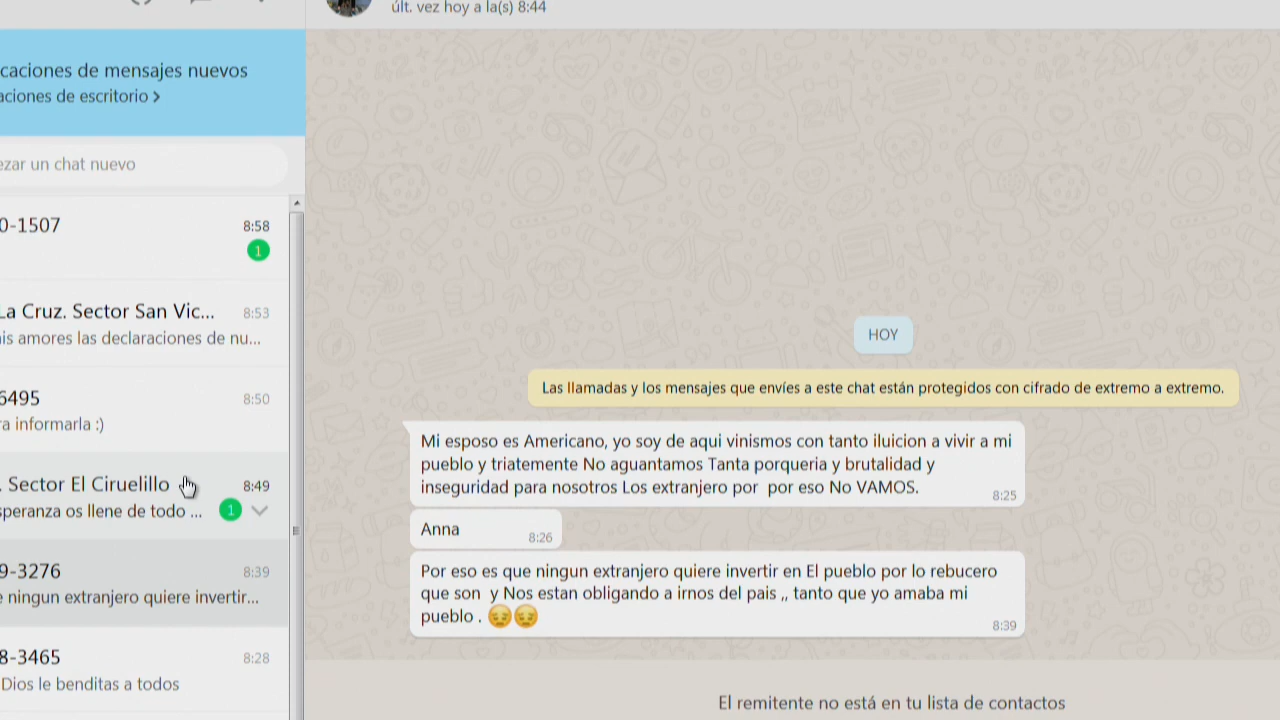 últ. vez hoy a la(s) 8:44
caciones de mensajes nuevos
aciones de escritorio
ezar un chat nuevo
0-1507
8:58
1
La Cruz. Sector San Vic...
8:53
is amores las declaraciones de nu...
6495
8:50
a informarla :)
. Sector El Ciruelillo
8:49
speranza os llene de todo ...
1
9-3276
8:39
e ningun extranjero quiere invertir...
8-3465
8:28
Dios le benditas a todos
HOY
Las llamadas y los mensajes que envíes a este chat están protegidos con cifrado de extremo a extremo.
Mi esposo es Americano, yo soy de aqui vinismos con tanto iluicion a vivir a mi
pueblo y triatemente No aguantamos Tanta porqueria y brutalidad y
inseguridad para nosotros Los extranjero por por eso No VAMOS.
8:25
Anna
8:26
Por eso es que ningun extranjero quiere invertir en El pueblo por lo rebucero
que son y Nos estan obligando a irnos del pais ,, tanto que yo amaba mi
pueblo . 😔😔
8:39
El remitente no está en tu lista de contactos